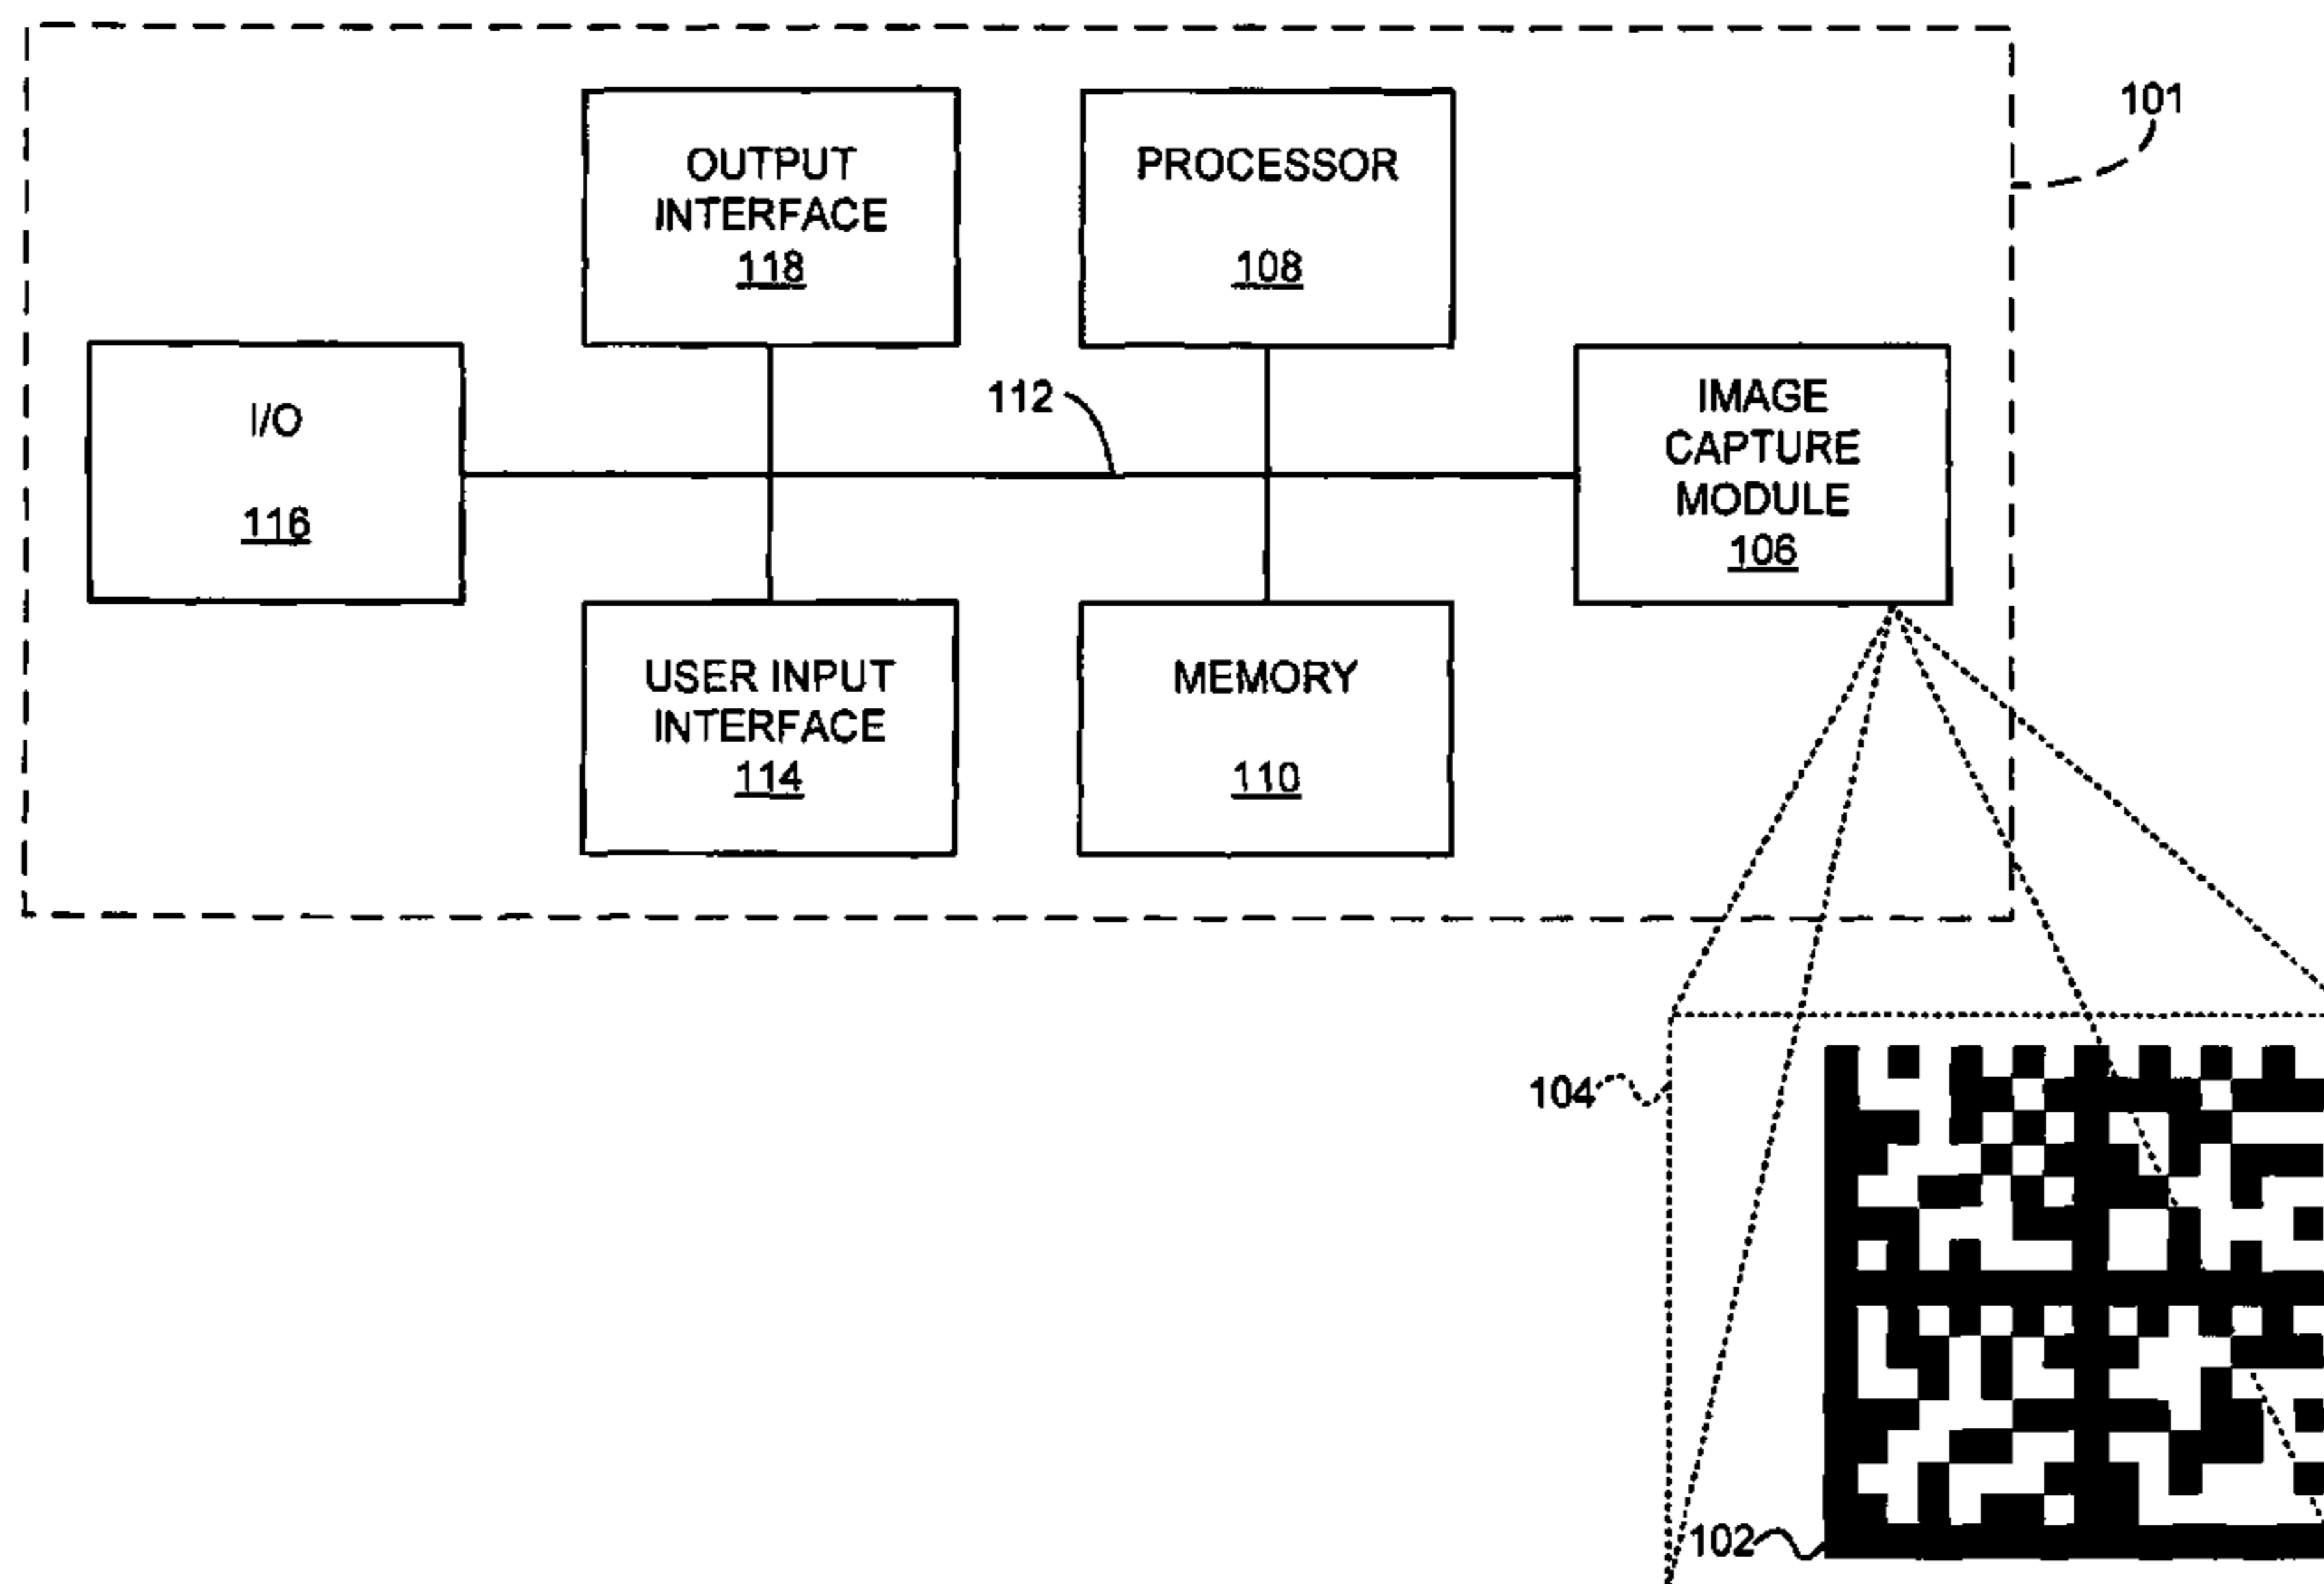 101
OUTPUT
INTERFACE
118
PROCESSOR
108
I/O
116
112
IMAGE
CAPTURE
MODULE
106
USER INPUT
INTERFACE
114
MEMORY
110
104
102